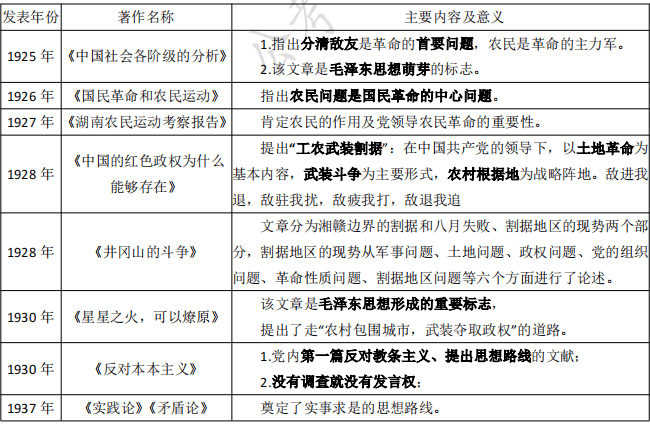 发表年份 著作名称 主要内容及意义
1925 年 《中国社会各阶级的分析》 1.指出分清敌友是革命的首要问题，农民是革命的主力军。
2.该文章是毛泽东思想萌芽的标志。
1926 年 《国民革命和农民运动》 指出农民问题是国民革命的中心问题。
1927 年 《湖南农民运动考察报告》 肯定农民的作用及党领导农民革命的重要性。
1928 年 《中国的红色政权为什么
能够存在》
提出“工农武装割据”：在中国共产党的领导下，以土地革命为
基本内容，武装斗争为主要形式，农村根据地为战略阵地。敌进我
退，敌驻我扰，敌疲我打，敌退我追
1928 年 《井冈山的斗争》
文章分为湘赣边界的割据和八月失败、割据地区的现势两个部
分，割据地区的现势从军事问题、土地问题、政权问题、党的组织
问题、革命性质问题、割据地区问题等六个方面进行了论述。
1930 年 《星星之火，可以燎原》
该文章是毛泽东思想形成的重要标志，
提出了走“农村包围城市，武装夺取政权”的道路。
1930 年 《反对本本主义》
1.党内第一篇反对教条主义、提出思想路线的文献；
2.没有调查就没有发言权；
1937 年 《实践论》《矛盾论》 奠定了实事求是的思想路线。